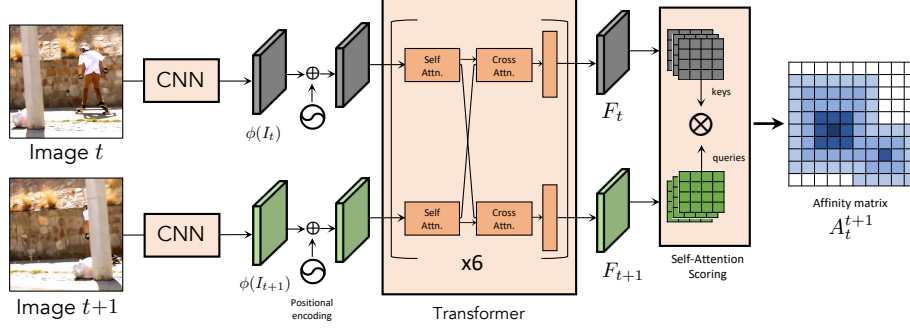 Image t
CNN
ϕ(I_t)
Self
Attn.
Cross
Attn.
F_t
keys
queries
Self-Attention
Scoring
Affinity matrix
A_t^{t+1}
Image t+1
CNN
ϕ(I_{t+1})
Positional
encoding
Self
Attn.
Cross
Attn.
x6
Transformer
F_{t+1}